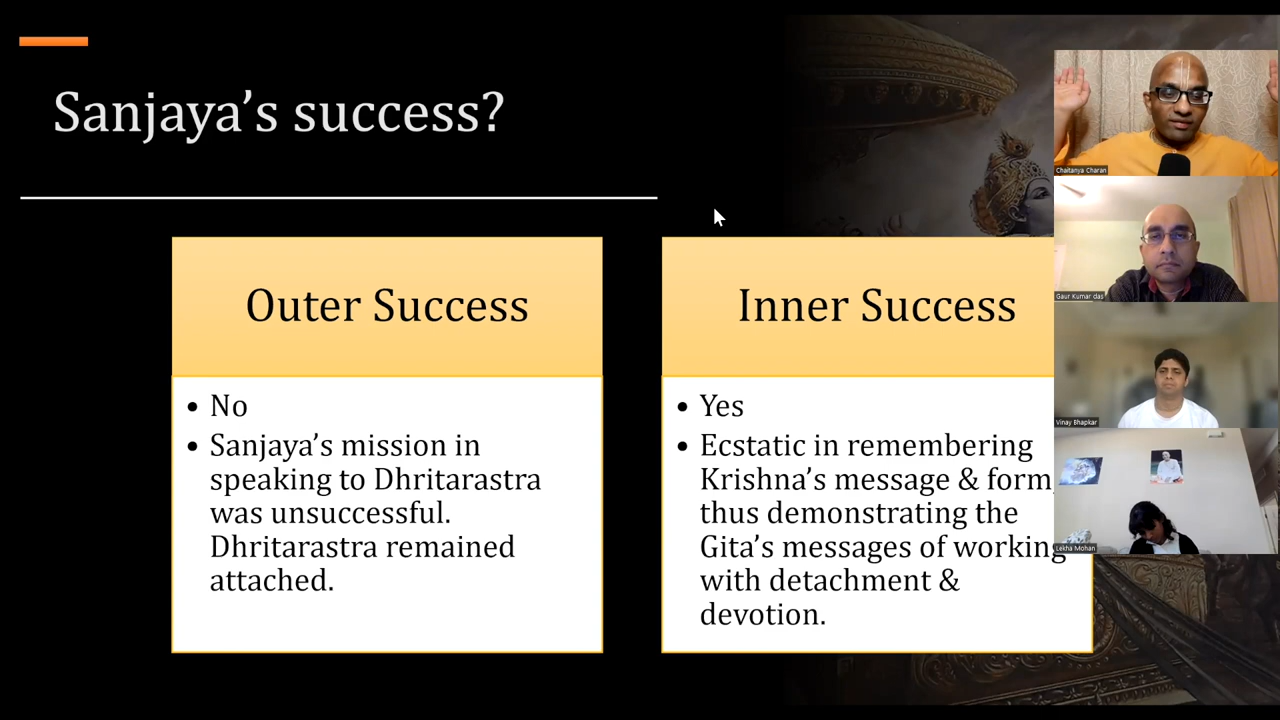 Sanjaya’s success?
Outer Success
• No
• Sanjaya’s mission in
speaking to Dhritarastra
was unsuccessful.
Dhritarastra remained
attached.
Inner Success
• Yes
• Ecstatic in remembering
Krishna’s message & form,
thus demonstrating the
Gita’s messages of working
with detachment &
devotion.
Chaitanya Charan
Gaur Kumar das
Vinay Bhapkar
Lekha Mohan